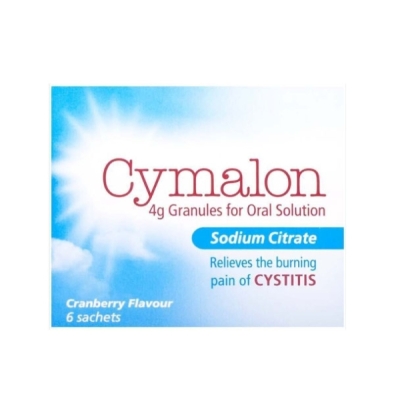 Cymalon
4g Granules for Oral Solution
Sodium Citrate
Relieves the burning
pain of CYSTITIS
Cranberry Flavour
6 sachets